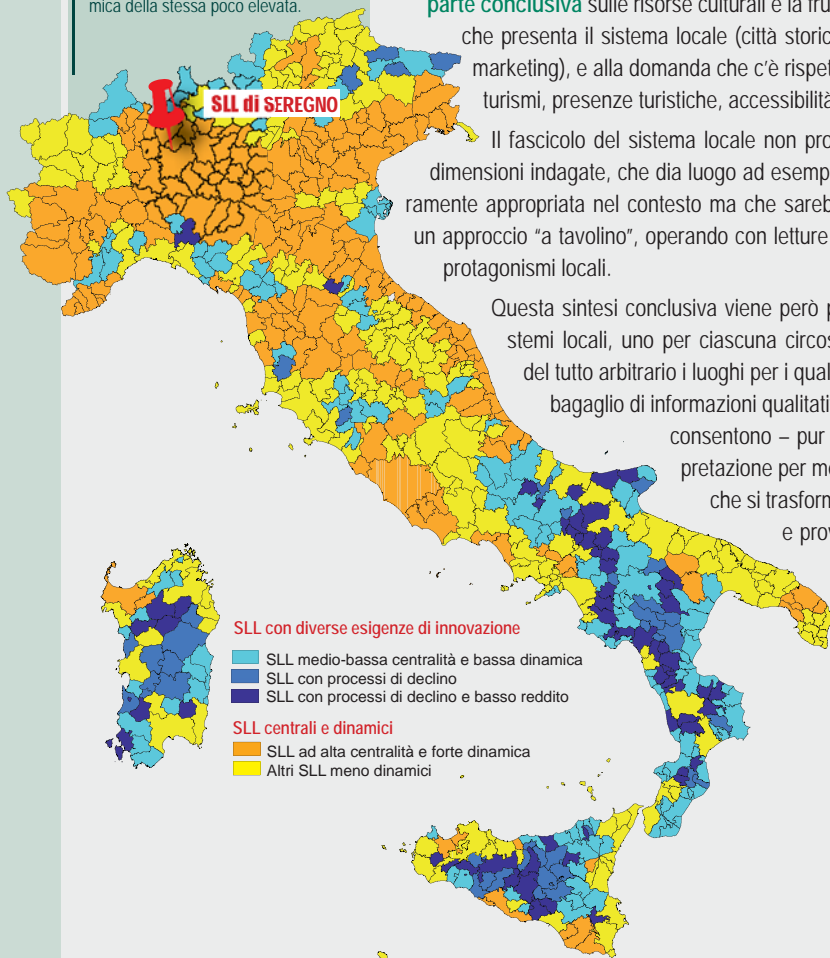 mica della stessa poco elevata.
parte conclusiva sulle risorse culturali e la fru
che presenta il sistema locale (città storic
marketing), e alla domanda che c'è rispet
turismi, presenze turistiche, accessibilità
Il fascicolo del sistema locale non pro
dimensioni indagate, che dia luogo ad esemp
ramente appropriata nel contesto ma che sareb
un approccio "a tavolino", operando con letture
protagonismi locali.
Questa sintesi conclusiva viene però p
stemi locali, uno per ciascuna circos
del tutto arbitrario i luoghi per i qual
bagaglio di informazioni qualitati
consentono – pur
pretazione per me
che si trasform
e prov
SLL di SEREGNO
SLL con diverse esigenze di innovazione
SLL medio-bassa centralità e bassa dinamica
SLL con processi di declino
SLL con processi di declino e basso reddito
SLL centrali e dinamici
SLL ad alta centralità e forte dinamica
Altri SLL meno dinamici